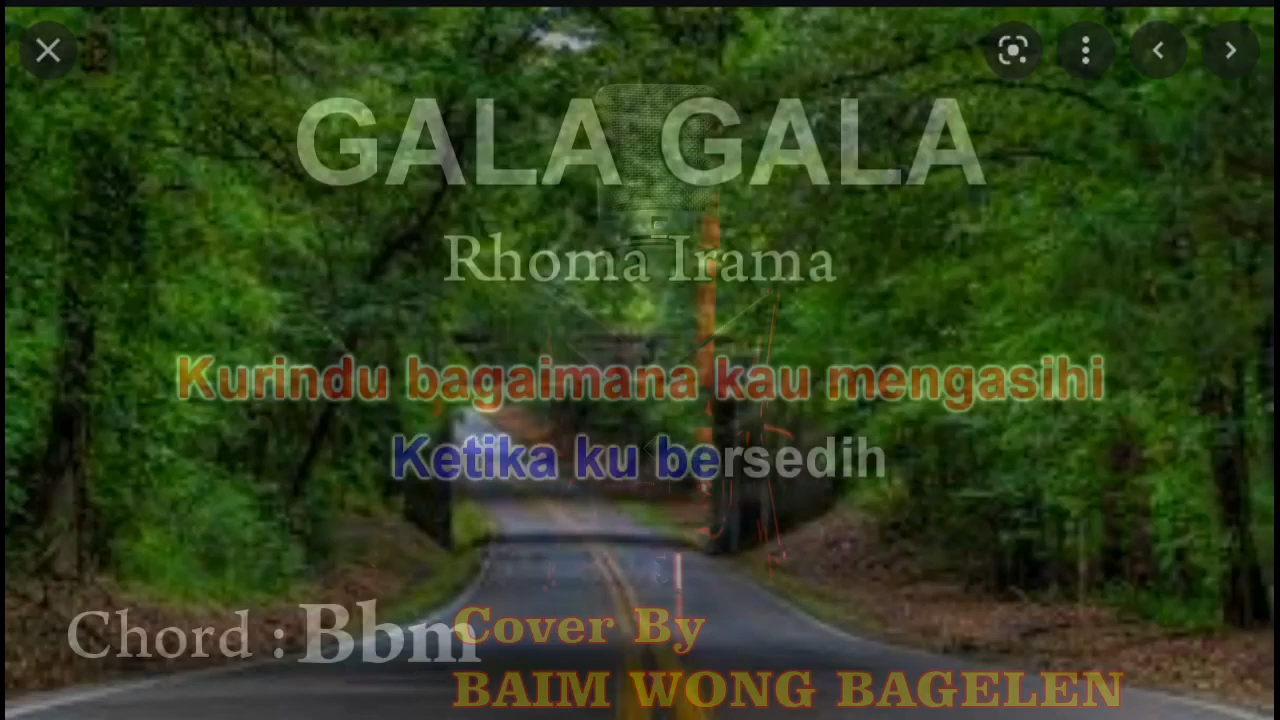 GALA GALA
Rhoma Irama
Kurindu bagaimana kau mengasihi
Ketika ku bersedih
Chord : Bbm
Cover By
BAIM WONG BAGELEN